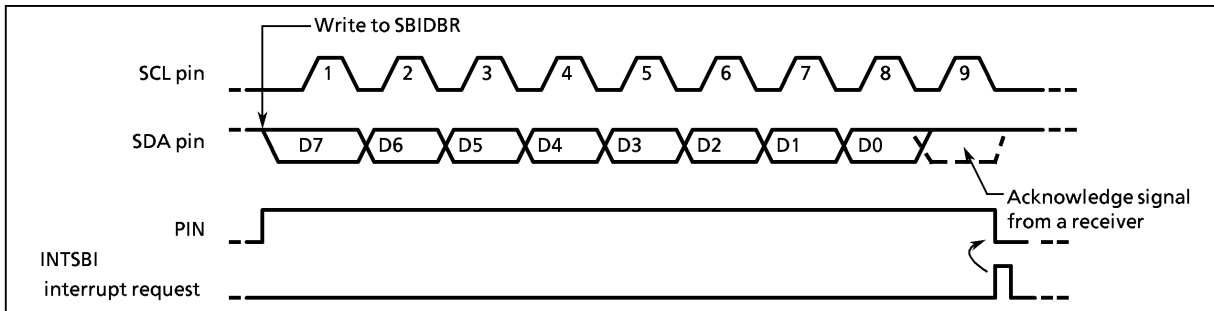 Write to SBIDBR
SCL pin 1 2 3 4 5 6 7 8 9
SDA pin D7 D6 D5 D4 D3 D2 D1 D0
Acknowledge signal
from a receiver
PIN
INTSBI
interrupt request